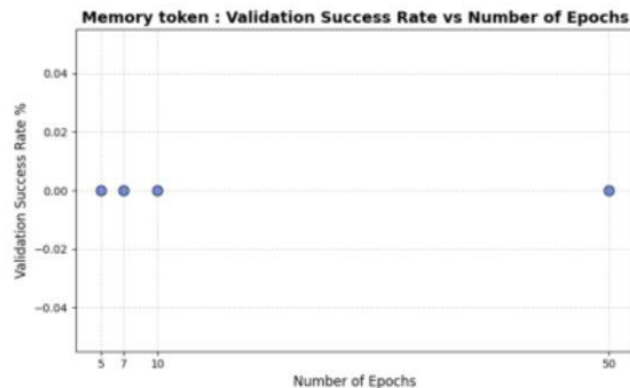 Memory token : Validation Success Rate vs Number of Epochs
Validation Success Rate %
0.04
0.02
0.00
−0.02
−0.04
5 7 10 50
Number of Epochs